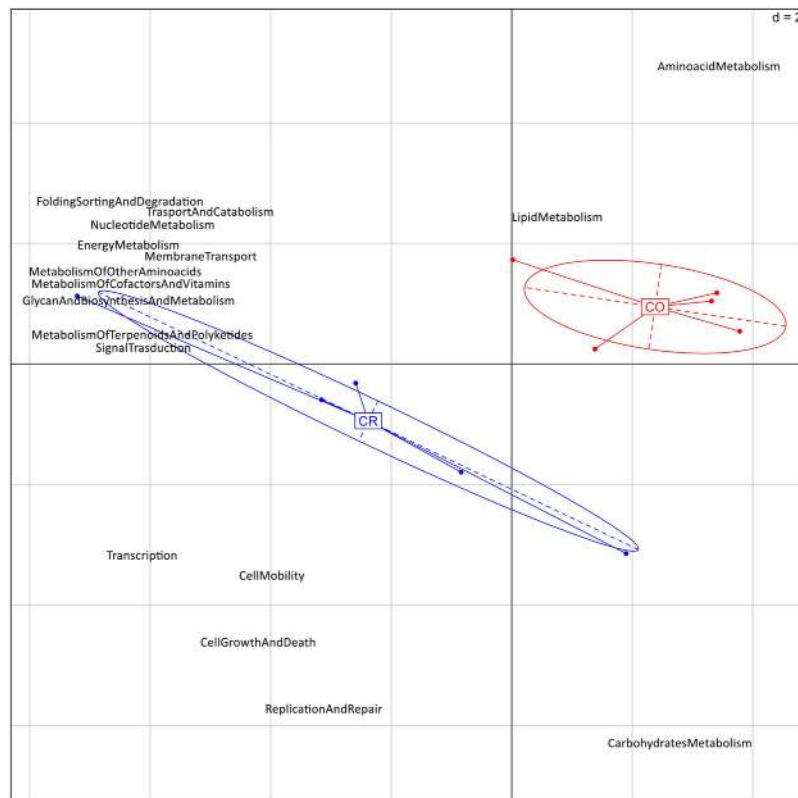 d = 2
AminoacidMetabolism
FoldingSortingAndDegradation
TrasportAndCatabolism
LipidMetabolism
NucleotideMetabolism
EnergyMetabolism
MembraneTransport
MetabolismOfOtherAminoacids
MetabolismOfCofactorsAndVitamins
GlycanAndBiosynthesisAndMetabolism
CO
MetabolismOfTerpenoidsAndPolyketides
SignalTrasduction
CR
Transcription
CellMobility
CellGrowthAndDeath
ReplicationAndRepair
CarbohydratesMetabolism